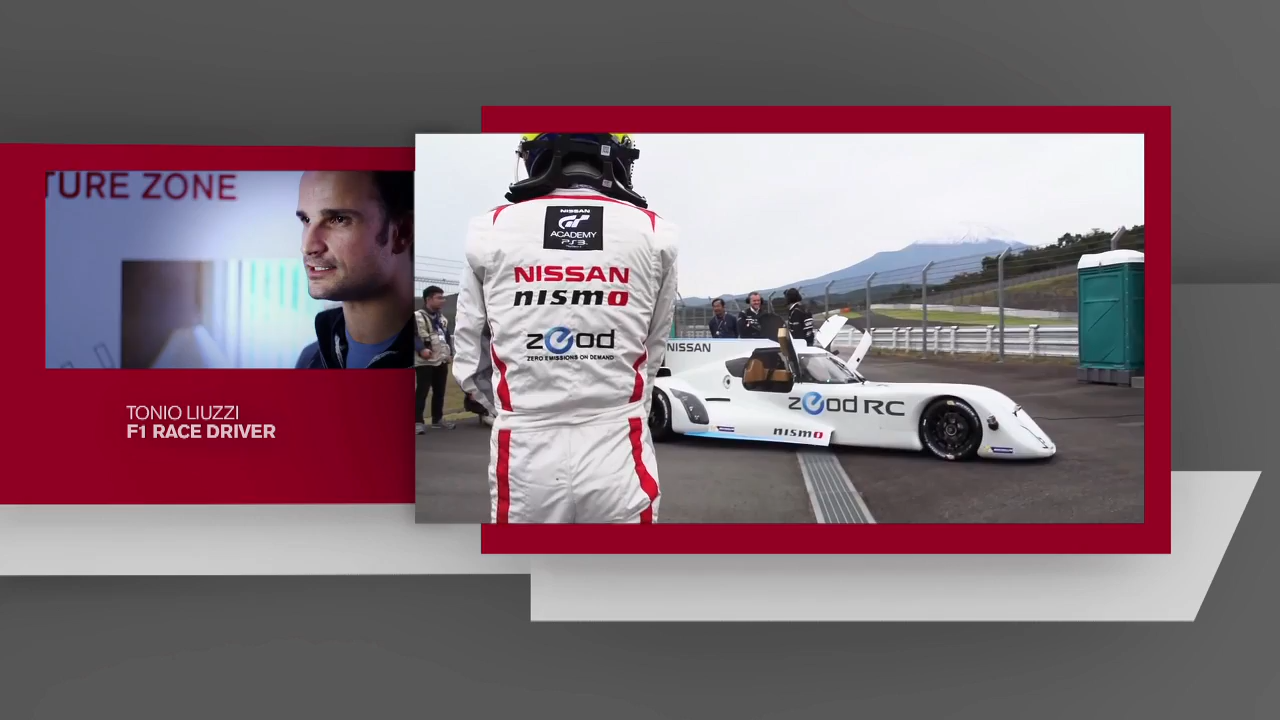 TURE ZONE
TONIO LIUZZI
F1 RACE DRIVER
NISSAN
GT
ACADEMY
PS3
NISSAN
nismo
zeod
ZERO EMISSIONS ON DEMAND
NISSAN
zeod RC
nismo